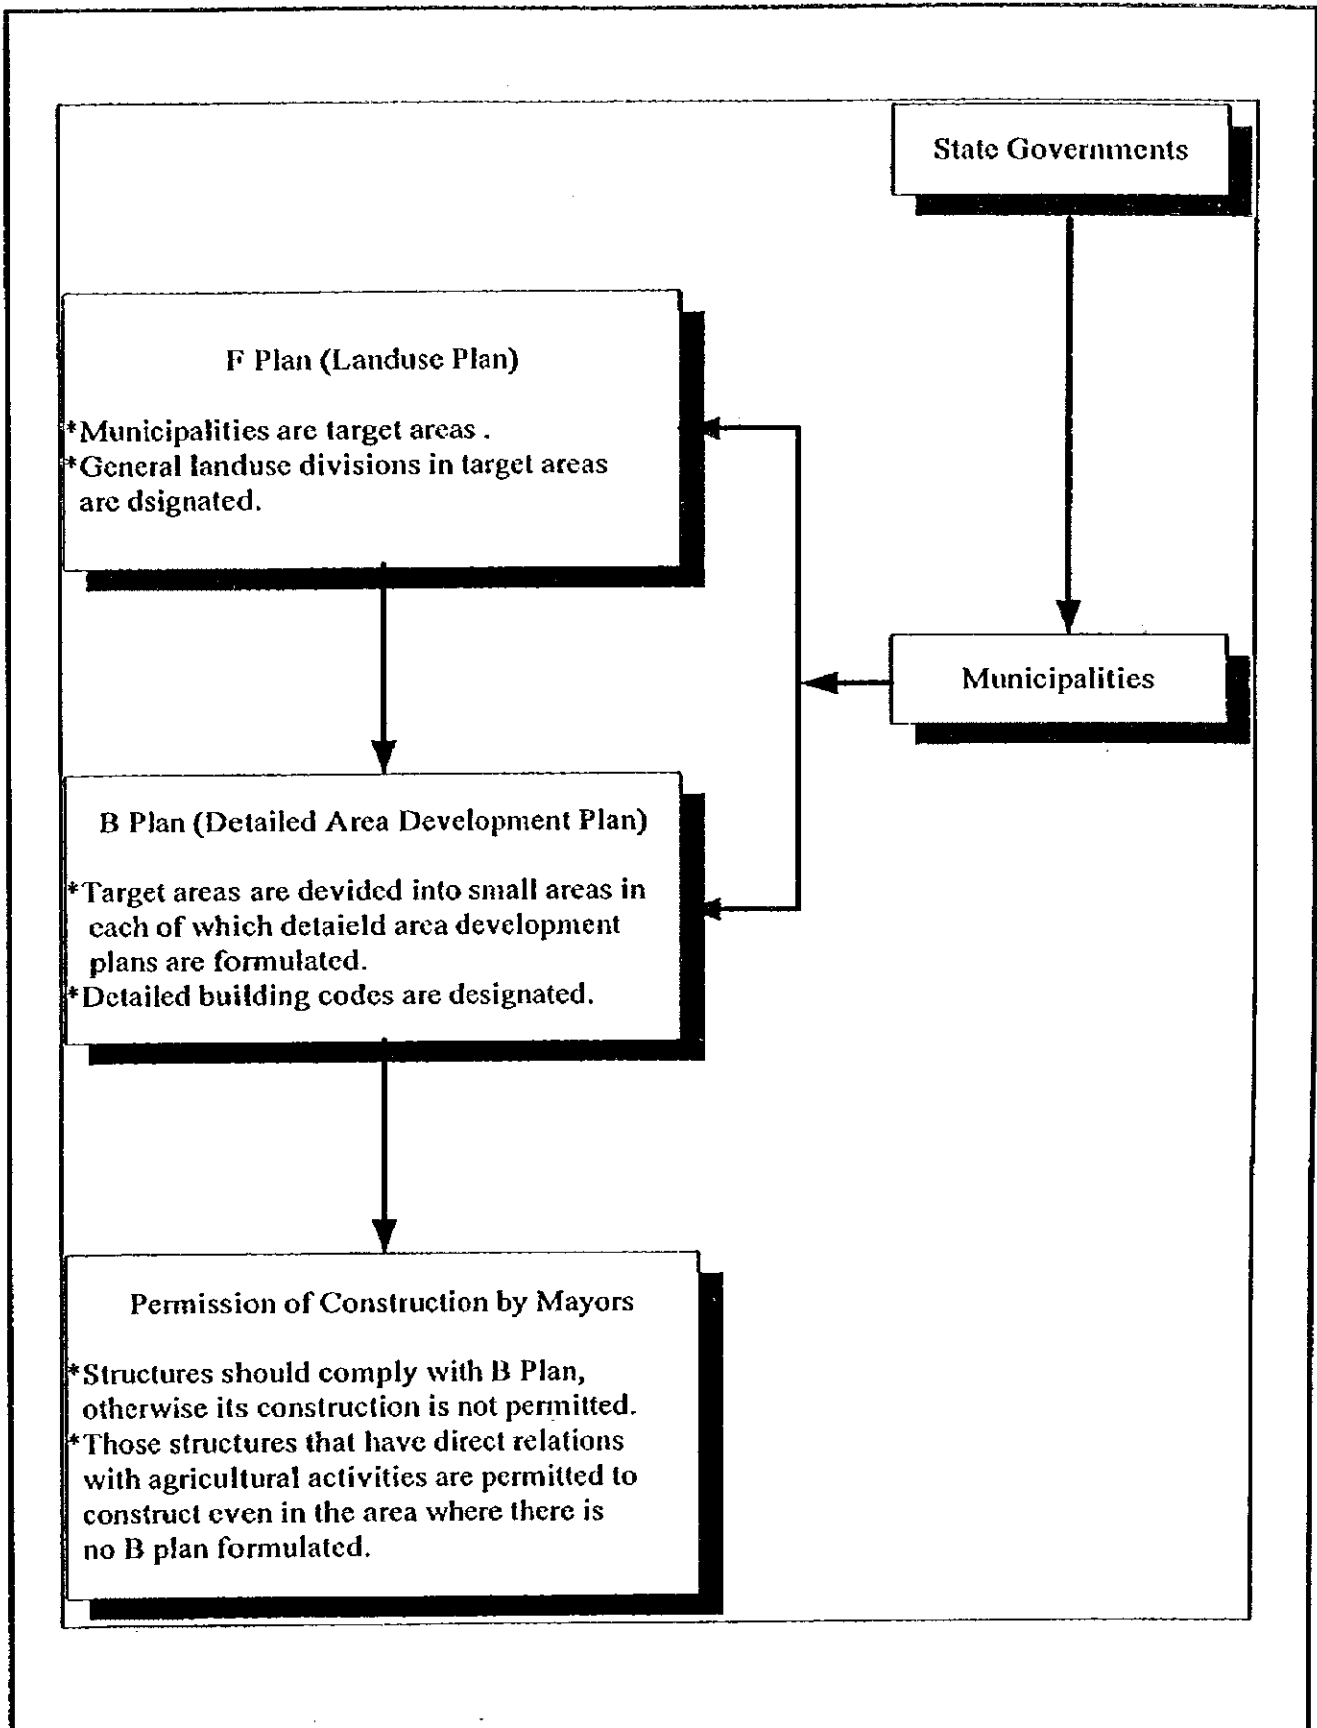 State Governments
F Plan (Landuse Plan)
*Municipalities are target areas .
*General landuse divisions in target areas
are dsignated.
Municipalities
B Plan (Detailed Area Development Plan)
*Target areas are devided into small areas in
each of which detaield area development
plans are formulated.
*Detailed building codes are designated.
Permission of Construction by Mayors
*Structures should comply with B Plan,
otherwise its construction is not permitted.
*Those structures that have direct relations
with agricultural activities are permitted to
construct even in the area where there is
no B plan formulated.